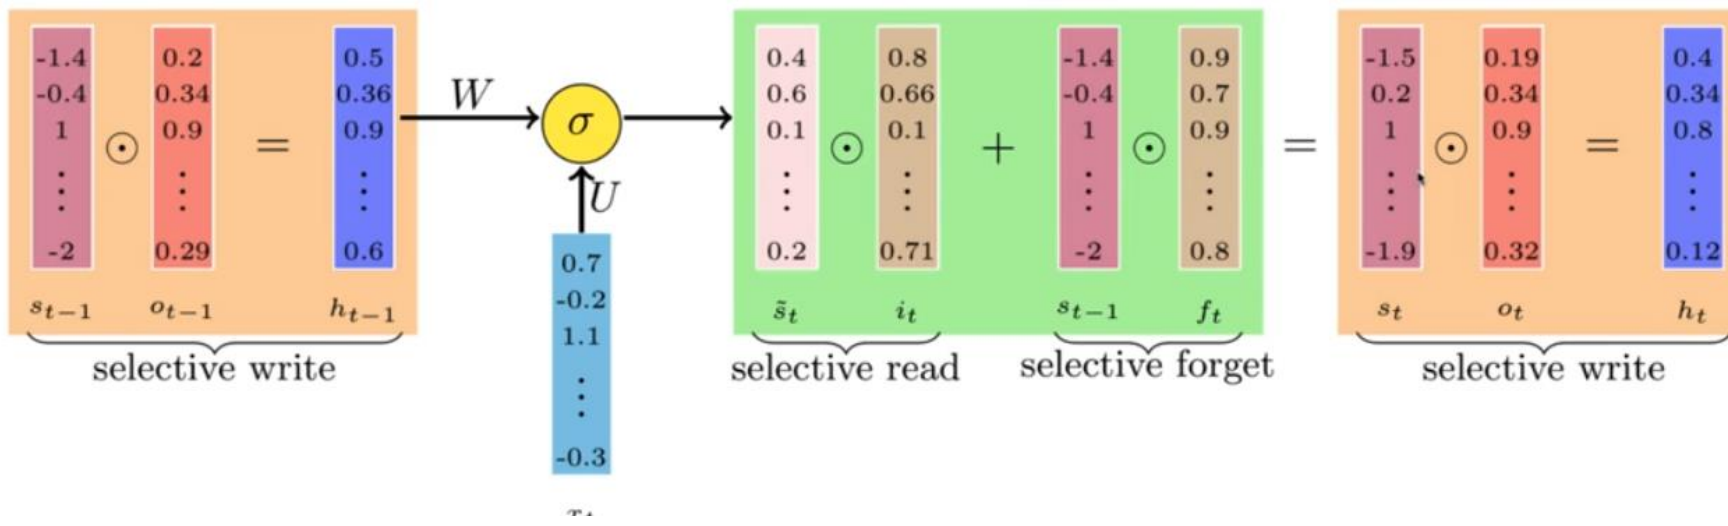 -1.4 0.2 0.5 0.4 0.8 -1.4 0.9 -1.5 0.19 0.4
-0.4 0.34 0.36 W 0.6 0.66 -0.4 0.7 0.2 0.34 0.34
1 ⊙ 0.9 = 0.9 σ 0.1 ⊙ 0.1 + 1 ⊙ 0.9 = 1 ⊙ 0.9 = 0.8
⋮ ⋮ ⋮ U ⋮ ⋮ ⋮ ⋮ ⋮ ⋮ ⋮
-2 0.29 0.6 0.2 0.71 -2 0.8 -1.9 0.32 0.12
0.7
-0.2
s_{t−1} o_{t−1} h_{t−1} s̃_t i_t s_{t−1} f_t s_t o_t h_t
1.1
selective write selective read selective forget selective write
⋮
-0.3